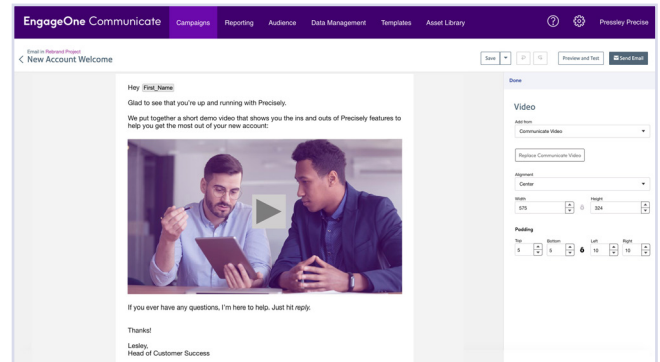 EngageOne Communicate
Campaigns Reporting Audience Data Management Templates Asset Library
Pressley Precise
Email in Rebrand Project
New Account Welcome
Save
Preview and Test
Send Email
Done
Hey First_Name
Glad to see that you're up and running with Precisely.
We put together a short demo video that shows you the ins and outs of Precisely features to
help you get the most out of your new account:
If you ever have any questions, I'm here to help. Just hit reply.
Thanks!
Lesley,
Head of Customer Success
Video
Add from
Communicate Video
Replace Communicate Video
Alignment
Center
Width Height
575 324
Padding
Top Bottom Left Right
5 5 10 10